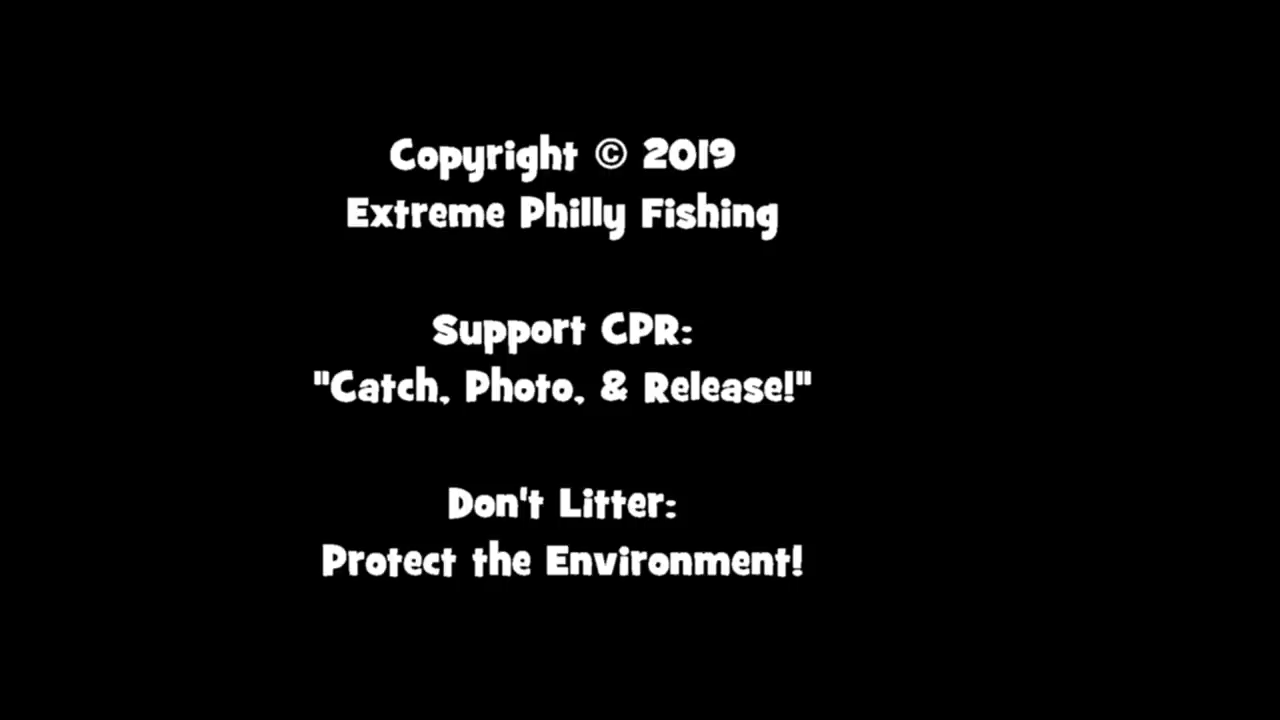 Copyright © 2019
Extreme Philly Fishing
Support CPR:
"Catch, Photo, & Release!"
Don't Litter:
Protect the Environment!